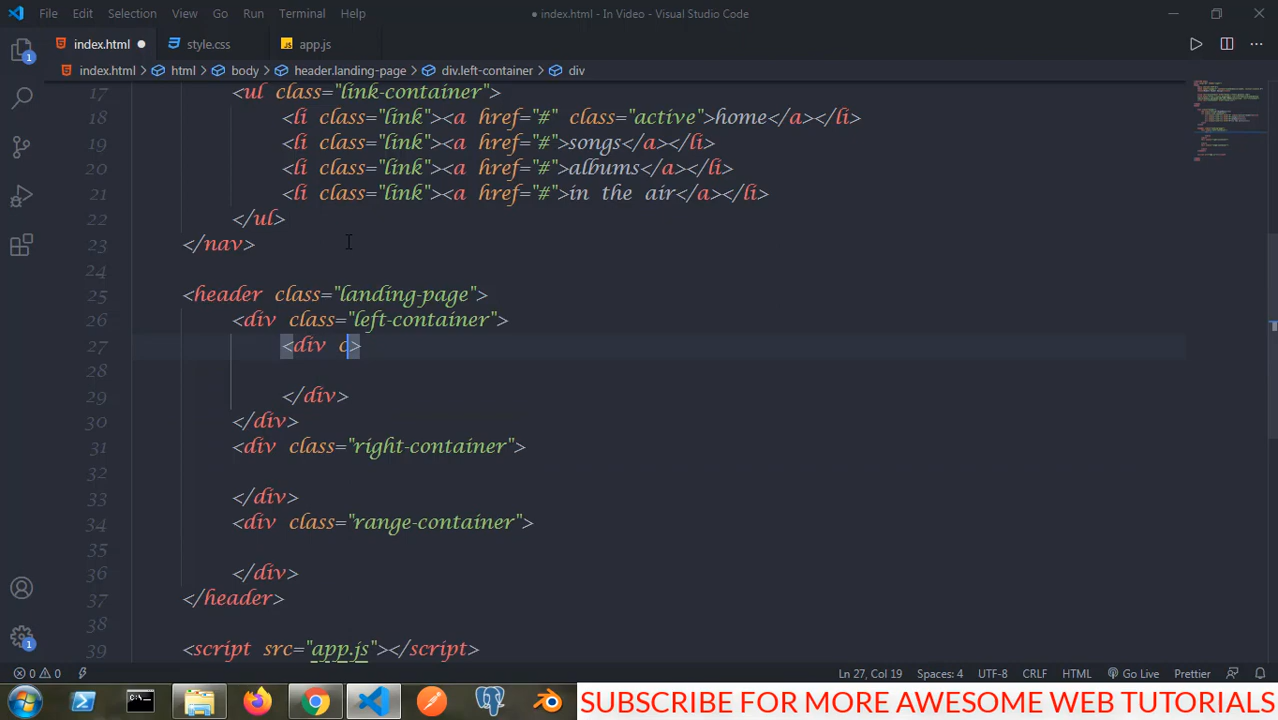 File Edit Selection View Go Run Terminal Help
● index.html - In Video - Visual Studio Code
index.html ● style.css app.js
index.html > html > body > header.landing-page > div.left-container > div
17 <ul class="link-container">
18 <li class="link"><a href="#" class="active">home</a></li>
19 <li class="link"><a href="#">songs</a></li>
20 <li class="link"><a href="#">albums</a></li>
21 <li class="link"><a href="#">in the air</a></li>
22 </ul>
23 </nav>
24
25 <header class="landing-page">
26 <div class="left-container">
27 <div c>
28
29 </div>
30 </div>
31 <div class="right-container">
32
33 </div>
34 <div class="range-container">
35
36 </div>
37 </header>
38
39 <script src="app.js"></script>
1
1
0 0 Ln 27, Col 19 Spaces: 4 UTF-8 CRLF HTML Go Live Prettier
SUBSCRIBE FOR MORE AWESOME WEB TUTORIALS